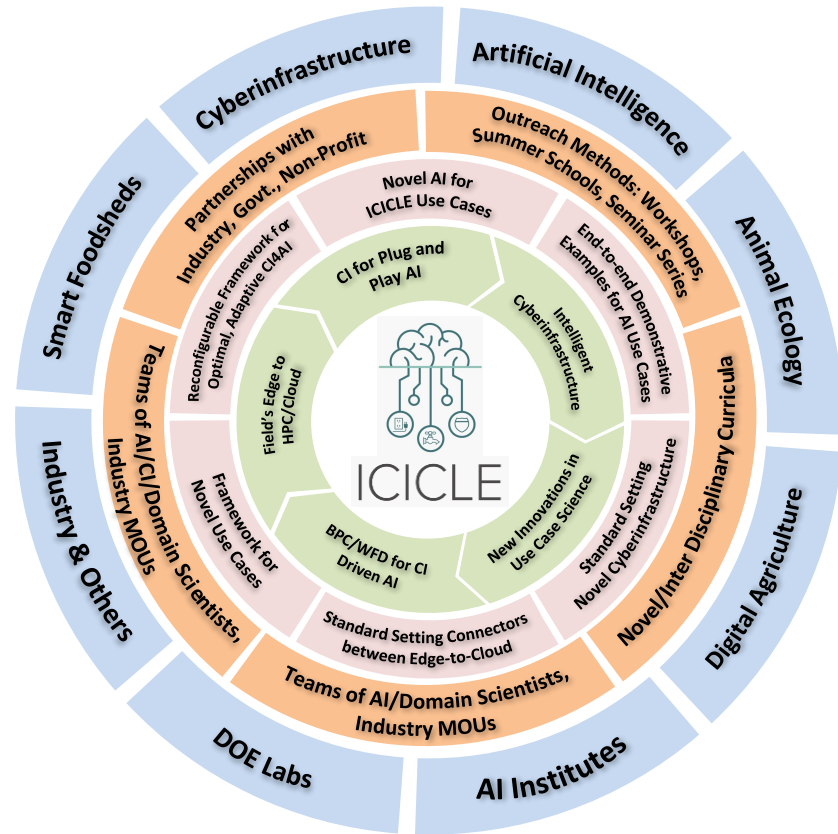 Cyberinfrastructure
Artificial Intelligence
Animal Ecology
Digital Agriculture
AI Institutes
DOE Labs
Industry & Others
Smart Foodsheds
Partnerships with
Industry, Govt., Non-Profit
Outreach Methods: Workshops,
Summer Schools, Seminar Series
Novel/Inter Disciplinary Curricula
Teams of AI/Domain Scientists,
Industry MOUs
Teams of AI/CI/Domain Scientists,
Industry MOUs
Novel AI for
ICICLE Use Cases
End-to-end Demonstrative
Examples for AI Use Cases
Standard Setting
Novel Cyberinfrastructure
Standard Setting Connectors
between Edge-to-Cloud
Framework for
Novel Use Cases
Reconfigurable Framework for
Optimal, Adaptive CI4AI
CI for Plug and
Play AI
Intelligent
Cyberinfrastructure
New Innovations in
Use Case Science
BPC/WFD for CI
Driven AI
Field's Edge to
HPC/Cloud
ICICLE